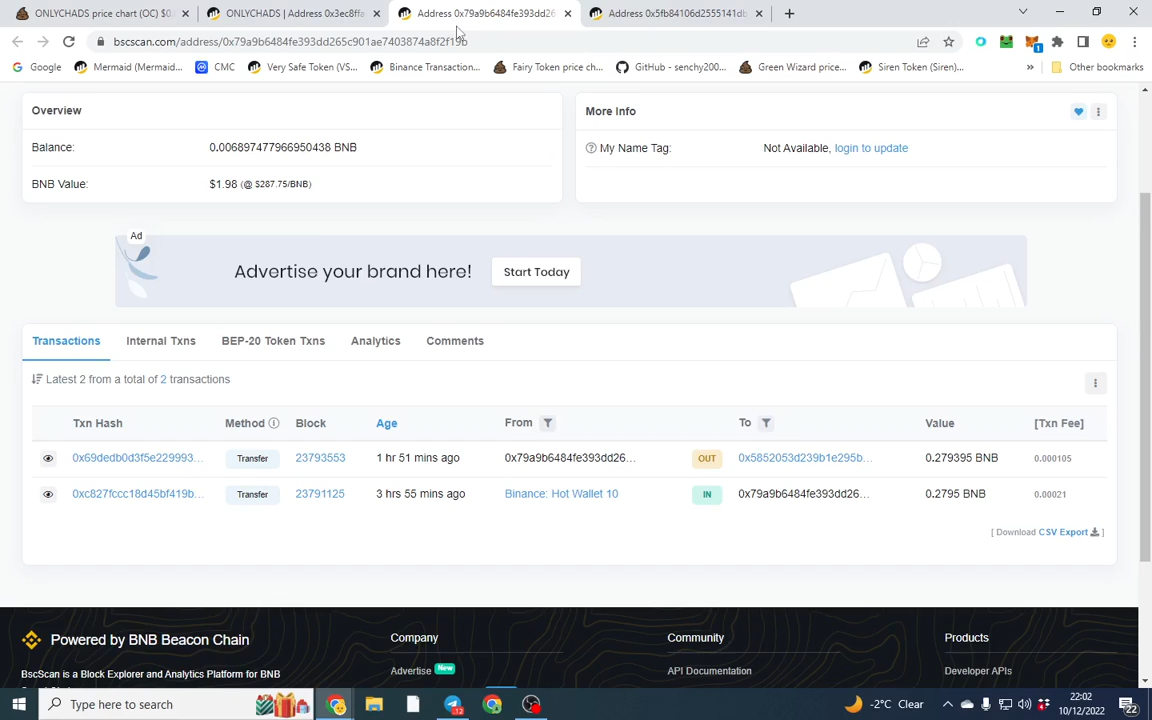 ONLYCHADS price chart (OC) $0.
ONLYCHADS | Address 0x3ec8ffa
Address 0x79a9b6484fe393dd26
Address 0x5fb84106d2555141db
bscscan.com/address/0x79a9b6484fe393dd265c901ae7403874a8f2f19b
Google
Mermaid (Mermaid...
CMC
Very Safe Token (VS...
Binance Transaction...
Fairy Token price ch...
GitHub - senchy200...
Green Wizard price...
Siren Token (Siren)...
»
Other bookmarks
Overview
More Info
Balance:
0.006897477966950438 BNB
My Name Tag:
Not Available, login to update
BNB Value:
$1.98 (@ $287.75/BNB)
Ad
Advertise your brand here!
Start Today
Transactions
Internal Txns
BEP-20 Token Txns
Analytics
Comments
Latest 2 from a total of 2 transactions
Txn Hash
Method
Block
Age
From
To
Value
[Txn Fee]
0x69dedb0d3f5e229993...
Transfer
23793553
1 hr 51 mins ago
0x79a9b6484fe393dd26...
OUT
0x5852053d239b1e295b...
0.279395 BNB
0.000105
0xc827fccc18d45bf419b...
Transfer
23791125
3 hrs 55 mins ago
Binance: Hot Wallet 10
IN
0x79a9b6484fe393dd26...
0.2795 BNB
0.00021
[ Download CSV Export ]
Powered by BNB Beacon Chain
Company
Community
Products
BscScan is a Block Explorer and Analytics Platform for BNB
Advertise New
API Documentation
Developer APIs
Type here to search
12
-2°C Clear
22:02
10/12/2022
22